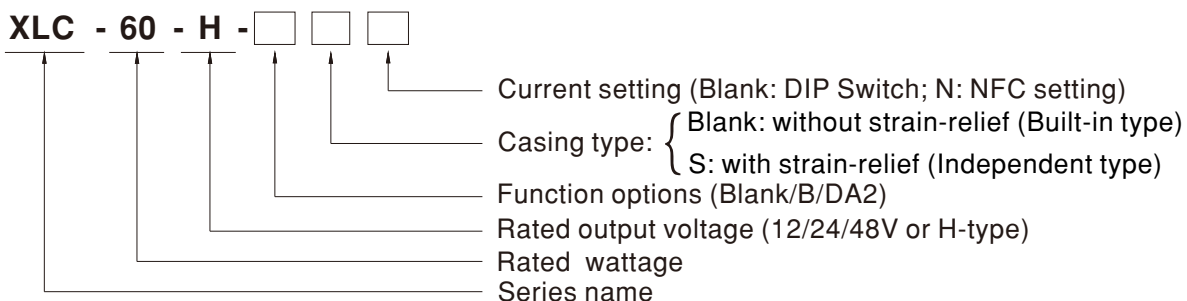 XLC - 60 - H -
Current setting (Blank: DIP Switch; N: NFC setting)
Blank: without strain-relief (Built-in type)
Casing type:
S: with strain-relief (Independent type)
Function options (Blank/B/DA2)
Rated output voltage (12/24/48V or H-type)
Rated wattage
Series name